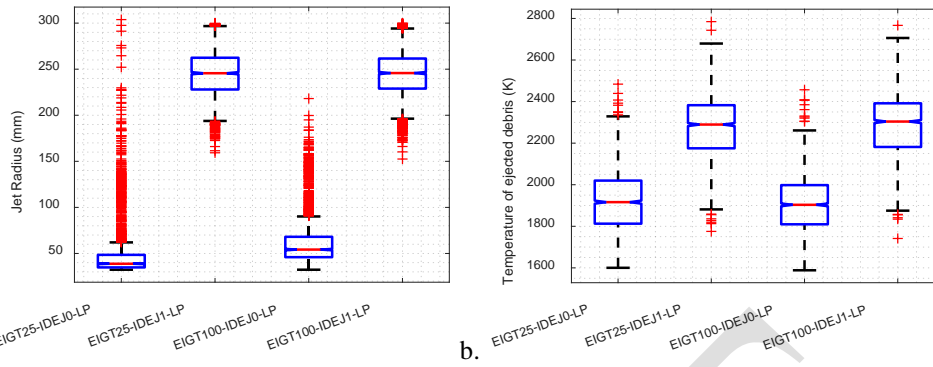 300
250
200
150
100
50
Jet Radius (mm)
EIGT25-IDEJ0-LP
EIGT25-IDEJ1-LP
EIGT100-IDEJ0-LP
EIGT100-IDEJ1-LP
b.
2800
2600
2400
2200
2000
1800
1600
Temperature of ejected debris (K)
EIGT25-IDEJ0-LP
EIGT25-IDEJ1-LP
EIGT100-IDEJ0-LP
EIGT100-IDEJ1-LP